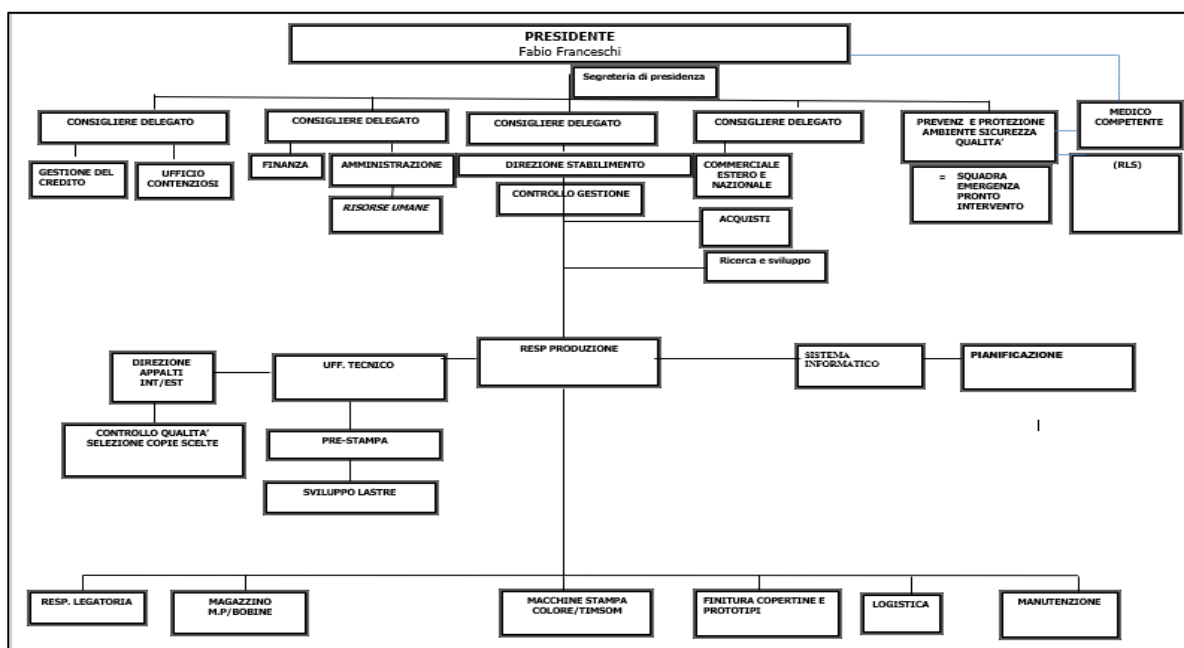 PRESIDENTE
Fabio Franceschi
Segreteria di presidenza
CONSIGLIERE DELEGATO
CONSIGLIERE DELEGATO
CONSIGLIERE DELEGATO
CONSIGLIERE DELEGATO
PREVENZ E PROTEZIONE
AMBIENTE SICUREZZA
QUALITA'
MEDICO
COMPETENTE
GESTIONE DEL
CREDITO
UFFICIO
CONTENZIOSI
FINANZA
AMMINISTRAZIONE
RISORSE UMANE
DIREZIONE STABILIMENTO
CONTROLLO GESTIONE
COMMERCIALE
ESTERO E
NAZIONALE
= SQUADRA
EMERGENZA
PRONTO
INTERVENTO
(RLS)
ACQUISTI
Ricerca e sviluppo
DIREZIONE
APPALTI
INT/EST
UFF. TECNICO
RESP PRODUZIONE
SISTEMA
INFORMATICO
PIANIFICAZIONE
CONTROLLO QUALITA'
SELEZIONE COPIE SCELTE
PRE-STAMPA
SVILUPPO LASTRE
RESP. LEGATORIA
MAGAZZINO
M.P/BOBINE
MACCHINE STAMPA
COLORE/TIMSOM
FINITURA COPERTINE E
PROTOTIPI
LOGISTICA
MANUTENZIONE